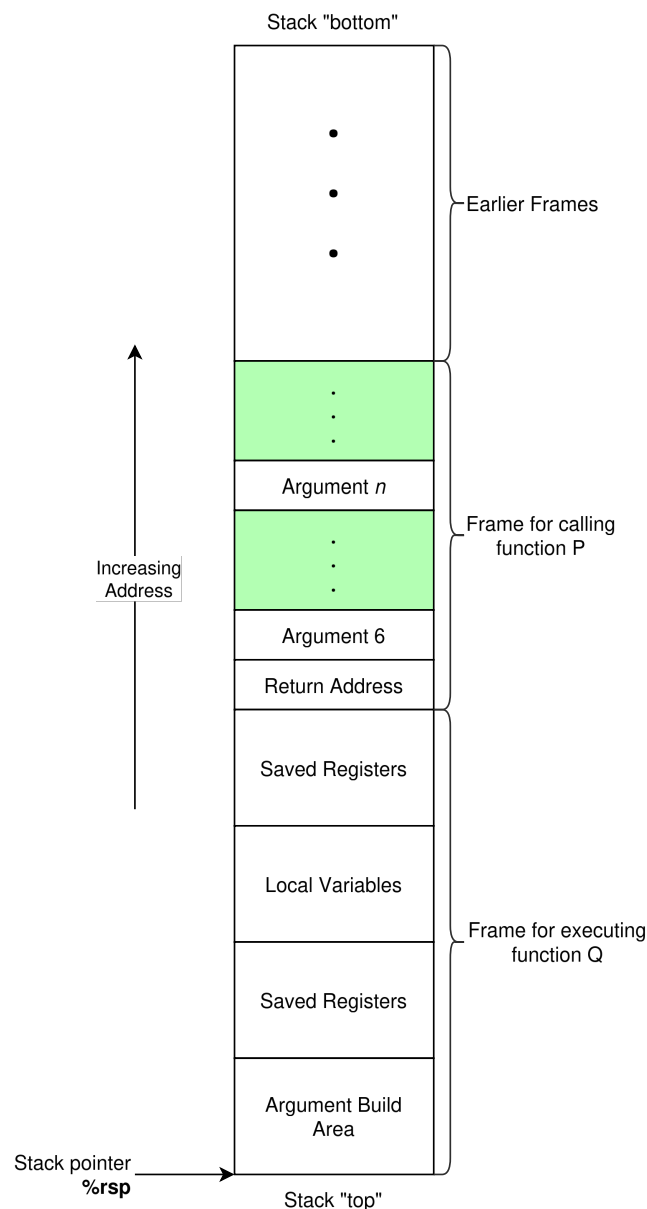 Stack "bottom"
Earlier Frames
Argument n
Frame for calling
function P
Increasing
Address
Argument 6
Return Address
Saved Registers
Local Variables
Frame for executing
function Q
Saved Registers
Argument Build
Area
Stack pointer
%rsp
Stack "top"